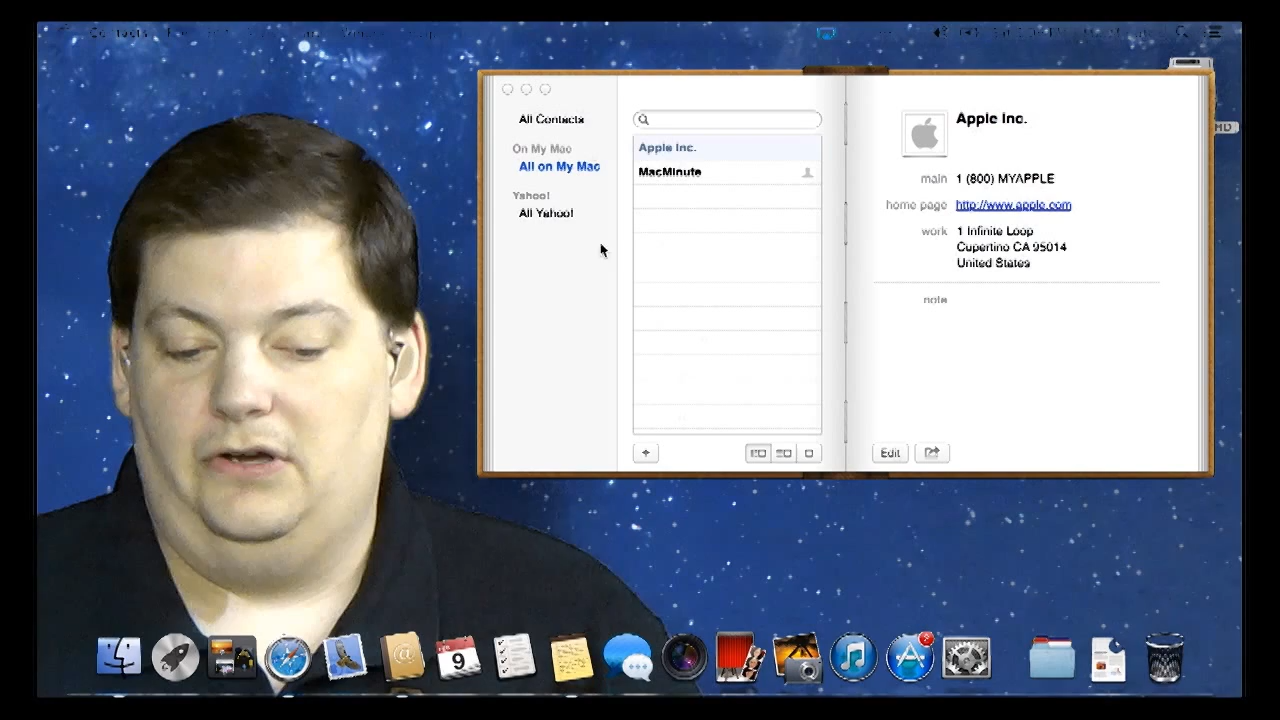 Contacts
All Contacts
On My Mac
All on My Mac
Yahoo!
All Yahoo!
Apple Inc.
MacMinute
Apple Inc.
main 1 (800) MYAPPLE
home page http://www.apple.com
work 1 Infinite Loop
Cupertino CA 95014
United States
note
Edit
HD
9